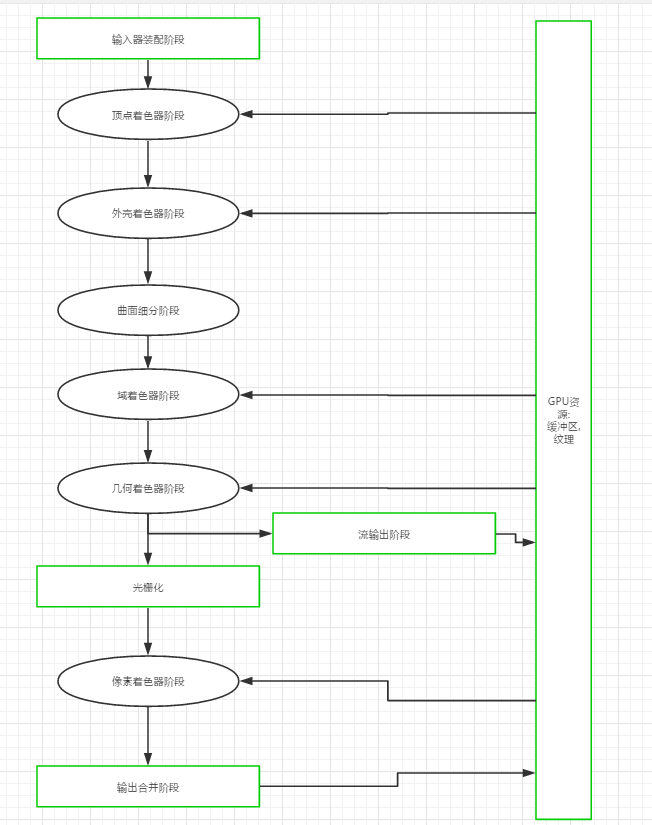 输入器装配阶段
顶点着色器阶段
外壳着色器阶段
曲面细分阶段
域着色器阶段
GPU资
源:
缓冲区,
纹理
几何着色器阶段
流输出阶段
光栅化
像素着色器阶段
输出合并阶段